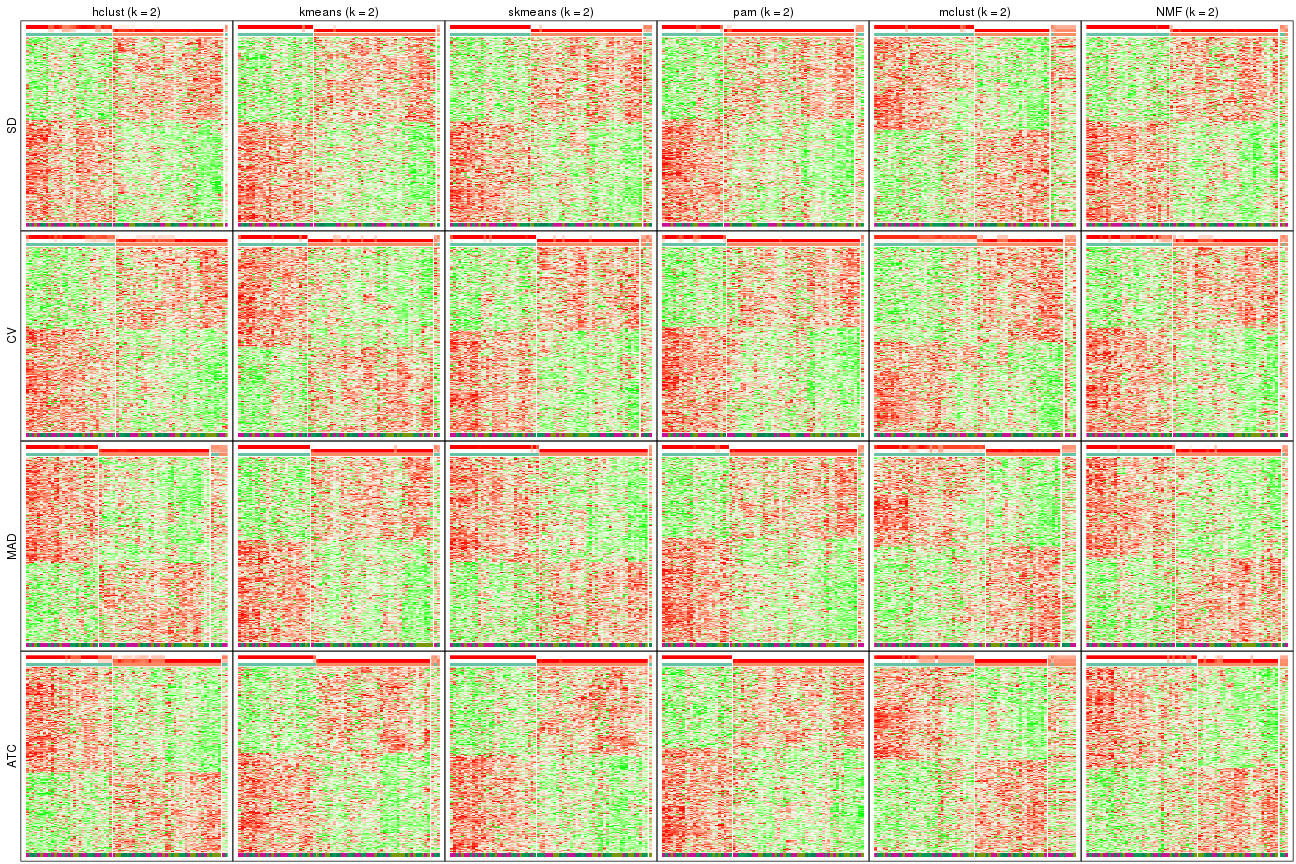 hclust (k = 2) kmeans (k = 2) skmeans (k = 2) pam (k = 2) mclust (k = 2) NMF (k = 2)
SD
CV
MAD
ATC